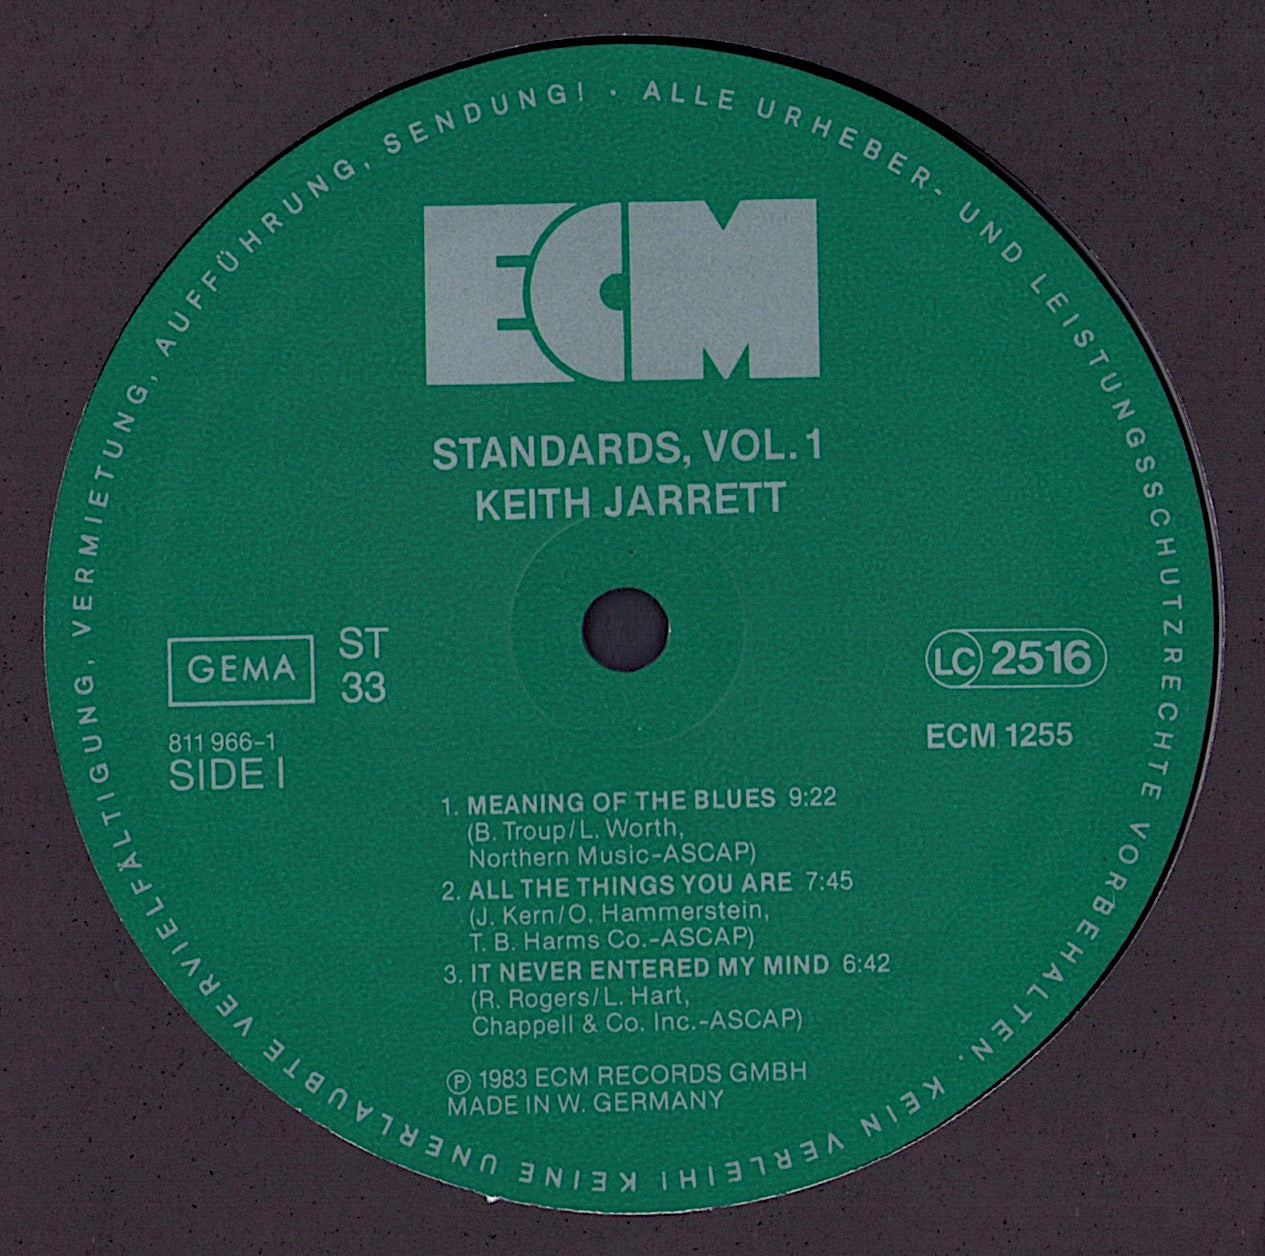 ALLE URHEBER- UND LEISTUNGSSCHUTZRECHTE VORBEHALTEN. KEIN VERLEIH! KEINE UNERLAUBTE VERVIELFÄLTIGUNG, VERMIETUNG, AUFFÜHRUNG, SENDUNG! ·
ECM
STANDARDS, VOL. 1
KEITH JARRETT
GEMA
ST
33
LC 2516
811 966-1
SIDE I
ECM 1255
1. MEANING OF THE BLUES 9:22
(B. Troup/L. Worth,
Northern Music-ASCAP)
2. ALL THE THINGS YOU ARE 7:45
(J. Kern/O. Hammerstein,
T. B. Harms Co.-ASCAP)
3. IT NEVER ENTERED MY MIND 6:42
(R. Rogers/L. Hart,
Chappell & Co. Inc.-ASCAP)
Ⓟ 1983 ECM RECORDS GMBH
MADE IN W. GERMANY